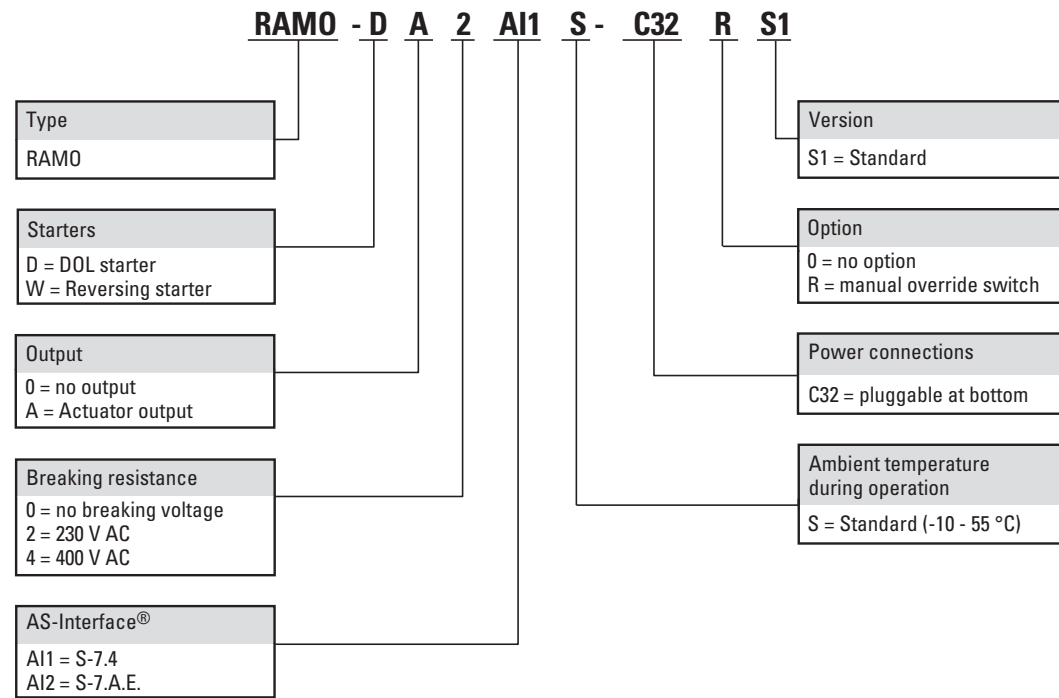 RAMO - D A 2 AI1 S - C32 R S1
Type
RAMO
Starters
D = DOL starter
W = Reversing starter
Output
0 = no output
A = Actuator output
Breaking resistance
0 = no breaking voltage
2 = 230 V AC
4 = 400 V AC
AS-Interface®
AI1 = S-7.4
AI2 = S-7.A.E.
Version
S1 = Standard
Option
0 = no option
R = manual override switch
Power connections
C32 = pluggable at bottom
Ambient temperature
during operation
S = Standard (-10 - 55 °C)